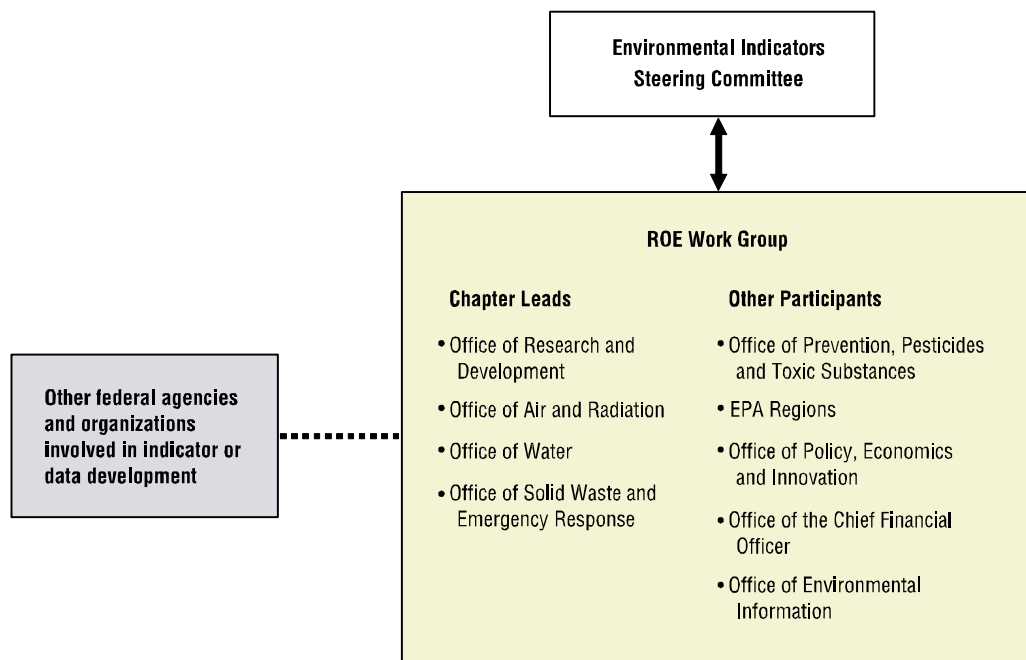 Environmental Indicators
Steering Committee
ROE Work Group
Chapter Leads
• Office of Research and
Development
• Office of Air and Radiation
• Office of Water
• Office of Solid Waste and
Emergency Response
Other Participants
• Office of Prevention, Pesticides
and Toxic Substances
• EPA Regions
• Office of Policy, Economics
and Innovation
• Office of the Chief Financial
Officer
• Office of Environmental
Information
Other federal agencies
and organizations
involved in indicator or
data development